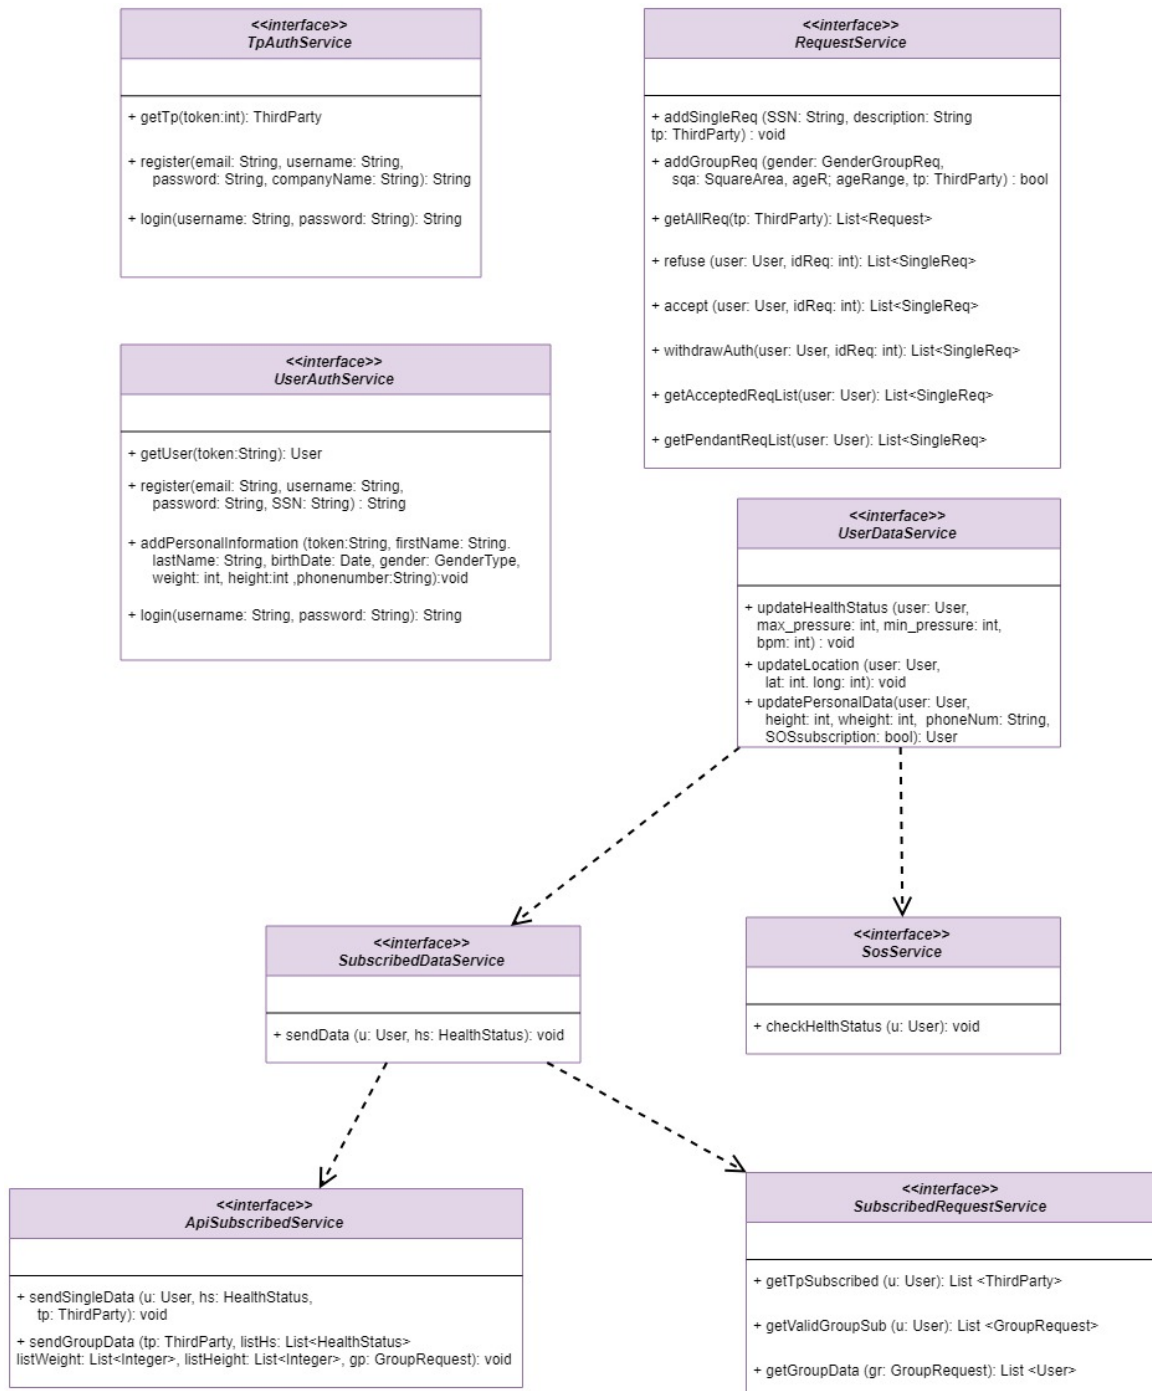 <<interface>>
TpAuthService
+ getTp(token:int): ThirdParty
+ register(email: String, username: String,
password: String, companyName: String): String
+ login(username: String, password: String): String
<<interface>>
RequestService
+ addSingleReq (SSN: String, description: String
tp: ThirdParty) : void
+ addGroupReq (gender: GenderGroupReq,
sqa: SquareArea, ageR; ageRange, tp: ThirdParty) : bool
+ getAllReq(tp: ThirdParty): List<Request>
+ refuse (user: User, idReq: int): List<SingleReq>
+ accept (user: User, idReq: int): List<SingleReq>
+ withdrawAuth(user: User, idReq: int): List<SingleReq>
+ getAcceptedReqList(user: User): List<SingleReq>
+ getPendantReqList(user: User): List<SingleReq>
<<interface>>
UserAuthService
+ getUser(token:String): User
+ register(email: String, username: String,
password: String, SSN: String) : String
+ addPersonalInformation (token:String, firstName: String.
lastName: String, birthDate: Date, gender: GenderType,
weight: int, height:int ,phonenumber:String):void
+ login(username: String, password: String): String
<<interface>>
UserDataService
+ updateHealthStatus (user: User,
max_pressure: int, min_pressure: int,
bpm: int) : void
+ updateLocation (user: User,
lat: int. long: int): void
+ updatePersonalData(user: User,
height: int, wheight: int, phoneNum: String,
SOSsubscription: bool): User
<<interface>>
SubscribedDataService
+ sendData (u: User, hs: HealthStatus): void
<<interface>>
SosService
+ checkHelthStatus (u: User): void
<<interface>>
ApiSubscribedService
+ sendSingleData (u: User, hs: HealthStatus,
tp: ThirdParty): void
+ sendGroupData (tp: ThirdParty, listHs: List<HealthStatus>
listWeight: List<Integer>, listHeight: List<Integer>, gp: GroupRequest): void
<<interface>>
SubscribedRequestService
+ getTpSubscribed (u: User): List <ThirdParty>
+ getValidGroupSub (u: User): List <GroupRequest>
+ getGroupData (gr: GroupRequest): List <User>